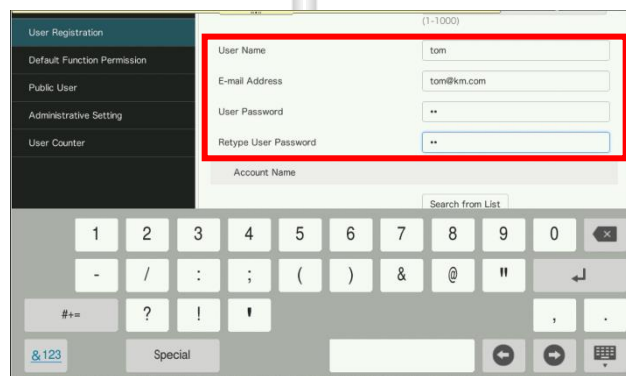 (1-1000)
User Registration
User Name
tom
Default Function Permission
E-mail Address
tom@km.com
Public User
User Password
••
Administrative Setting
Retype User Password
••
User Counter
Account Name
Search from List
1 2 3 4 5 6 7 8 9 0
- / : ; ( ) & @ "
#+= ? ! ' , .
&123 Special